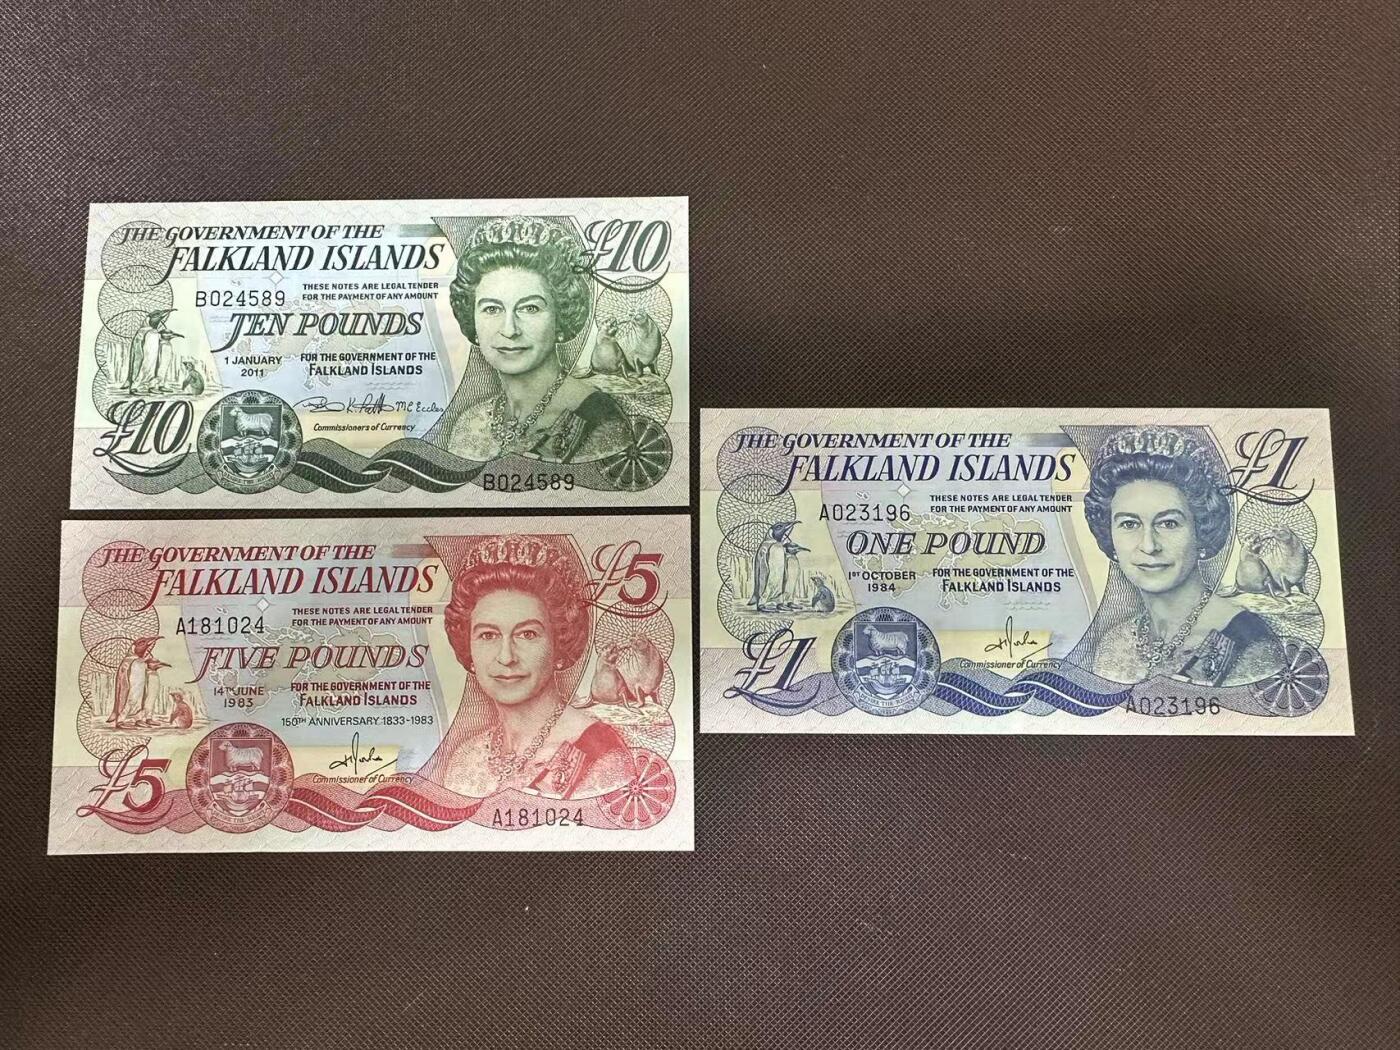 THE GOVERNMENT OF THE
FALKLAND ISLANDS
£10
THESE NOTES ARE LEGAL TENDER
FOR THE PAYMENT OF ANY AMOUNT
B024589
TEN POUNDS
1 JANUARY
2011
FOR THE GOVERNMENT OF THE
FALKLAND ISLANDS
£10
Commissioners of Currency
B024589
THE GOVERNMENT OF THE
FALKLAND ISLANDS
£5
THESE NOTES ARE LEGAL TENDER
FOR THE PAYMENT OF ANY AMOUNT
A181024
FIVE POUNDS
14TH JUNE
1983
FOR THE GOVERNMENT OF THE
FALKLAND ISLANDS
150TH ANNIVERSARY 1833-1983
£5
Commissioner of Currency
A181024
THE GOVERNMENT OF THE
FALKLAND ISLANDS
£1
THESE NOTES ARE LEGAL TENDER
FOR THE PAYMENT OF ANY AMOUNT
A023196
ONE POUND
1ST OCTOBER
1984
FOR THE GOVERNMENT OF THE
FALKLAND ISLANDS
£1
Commissioner of Currency
A023196